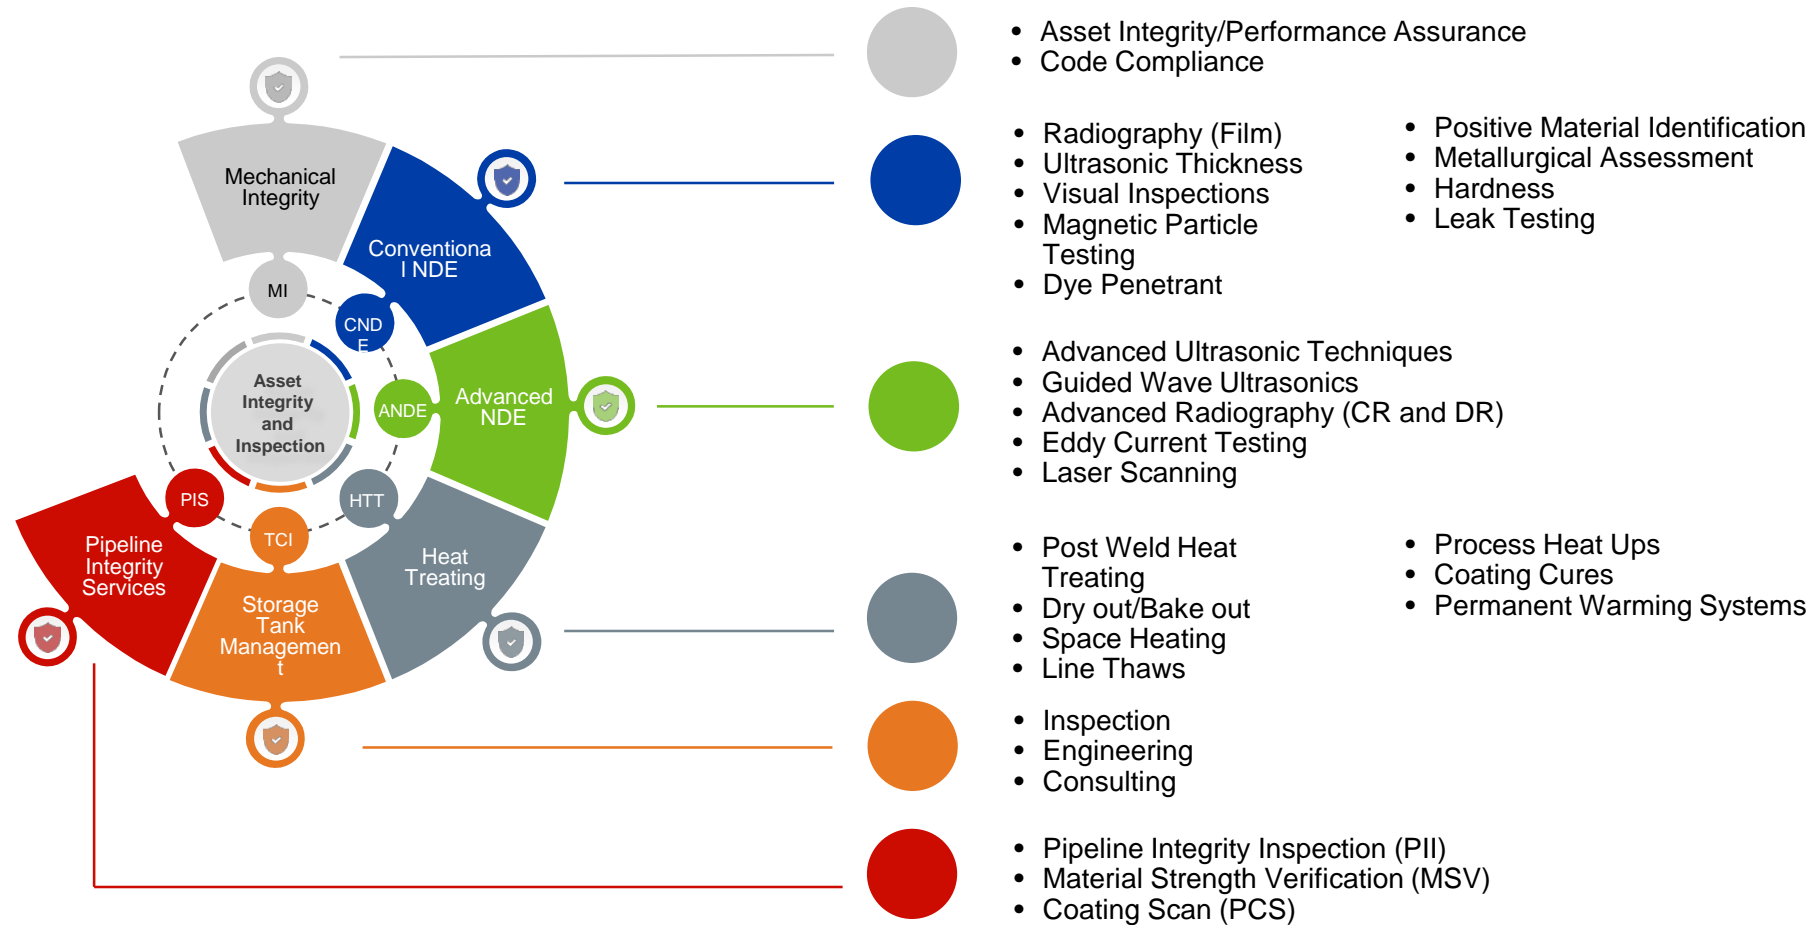 Mechanical
Integrity
MI
Conventiona
l NDE
CND
E
Advanced
NDE
ANDE
Heat
Treating
HTT
Storage
Tank
Managemen
t
TCI
Pipeline
Integrity
Services
PIS
Asset
Integrity
and
Inspection
• Asset Integrity/Performance Assurance
• Code Compliance
• Radiography (Film)
• Ultrasonic Thickness
• Visual Inspections
• Magnetic Particle
Testing
• Dye Penetrant
• Positive Material Identification
• Metallurgical Assessment
• Hardness
• Leak Testing
• Advanced Ultrasonic Techniques
• Guided Wave Ultrasonics
• Advanced Radiography (CR and DR)
• Eddy Current Testing
• Laser Scanning
• Post Weld Heat
Treating
• Dry out/Bake out
• Space Heating
• Line Thaws
• Process Heat Ups
• Coating Cures
• Permanent Warming Systems
• Inspection
• Engineering
• Consulting
• Pipeline Integrity Inspection (PII)
• Material Strength Verification (MSV)
• Coating Scan (PCS)